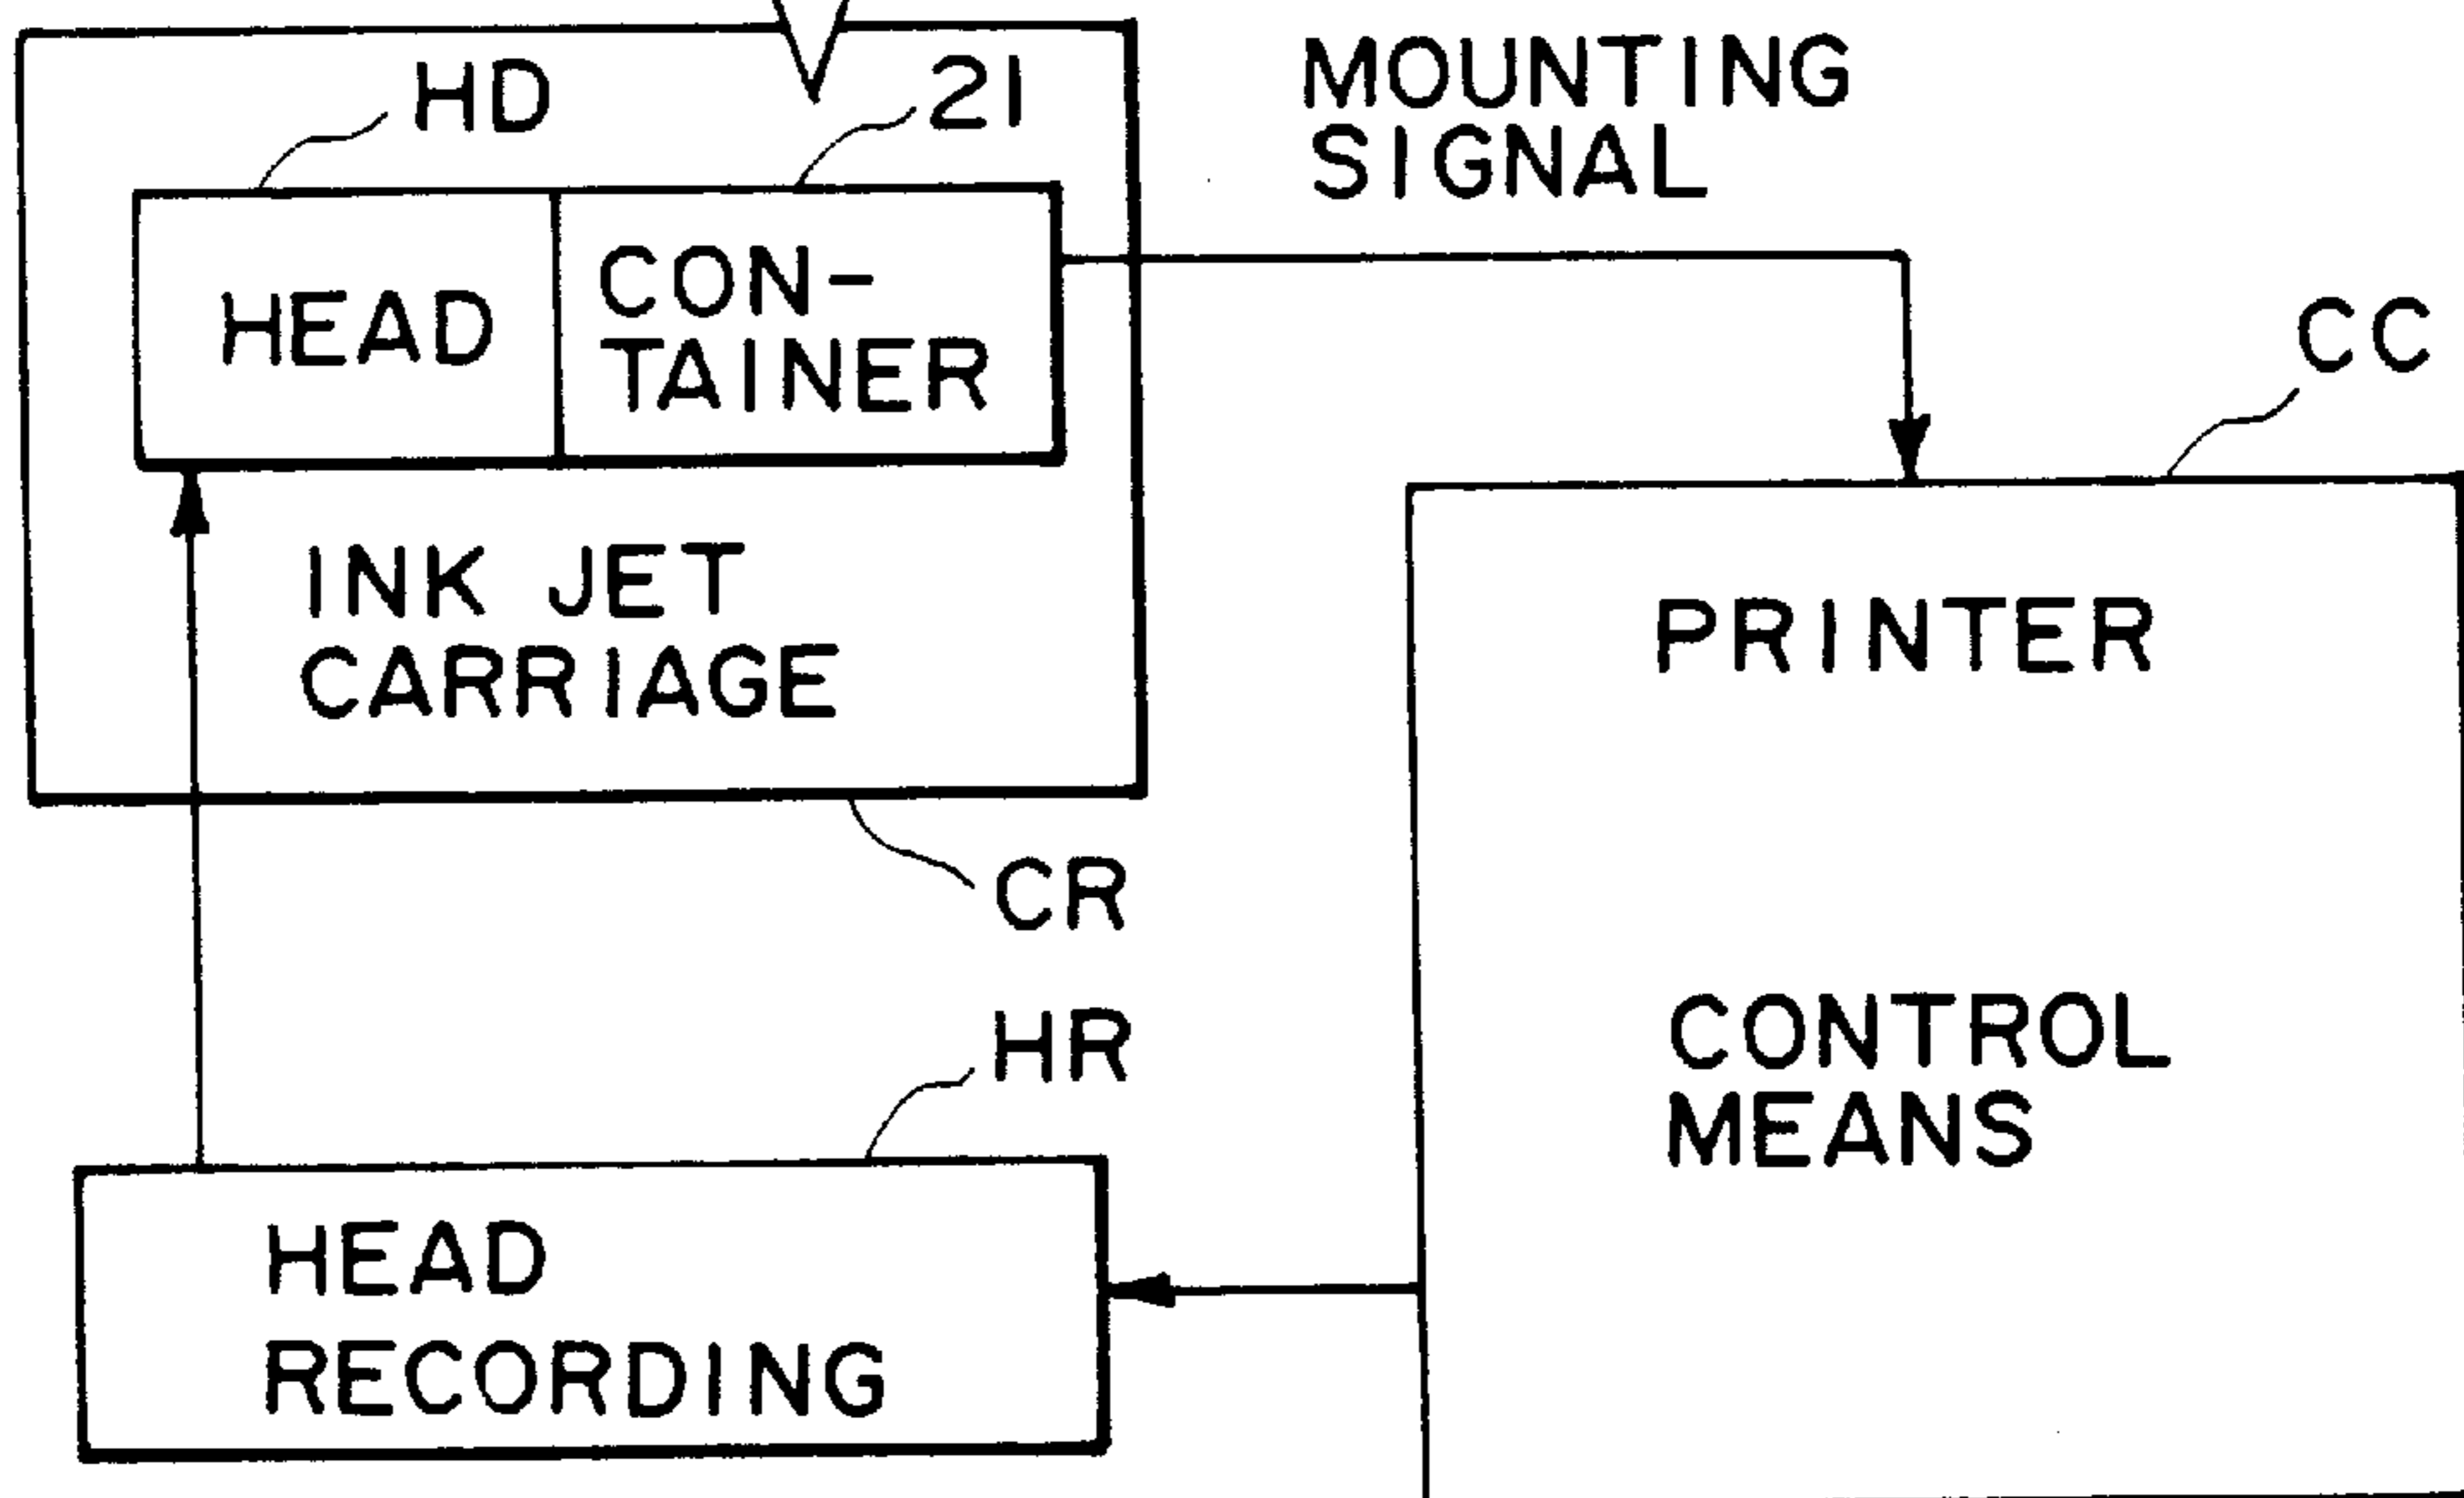 HD
21
MOUNTING
SIGNAL
HEAD
CON-
TAINER
CC
INK JET
CARRIAGE
PRINTER
CR
HR
CONTROL
MEANS
HEAD
RECORDING